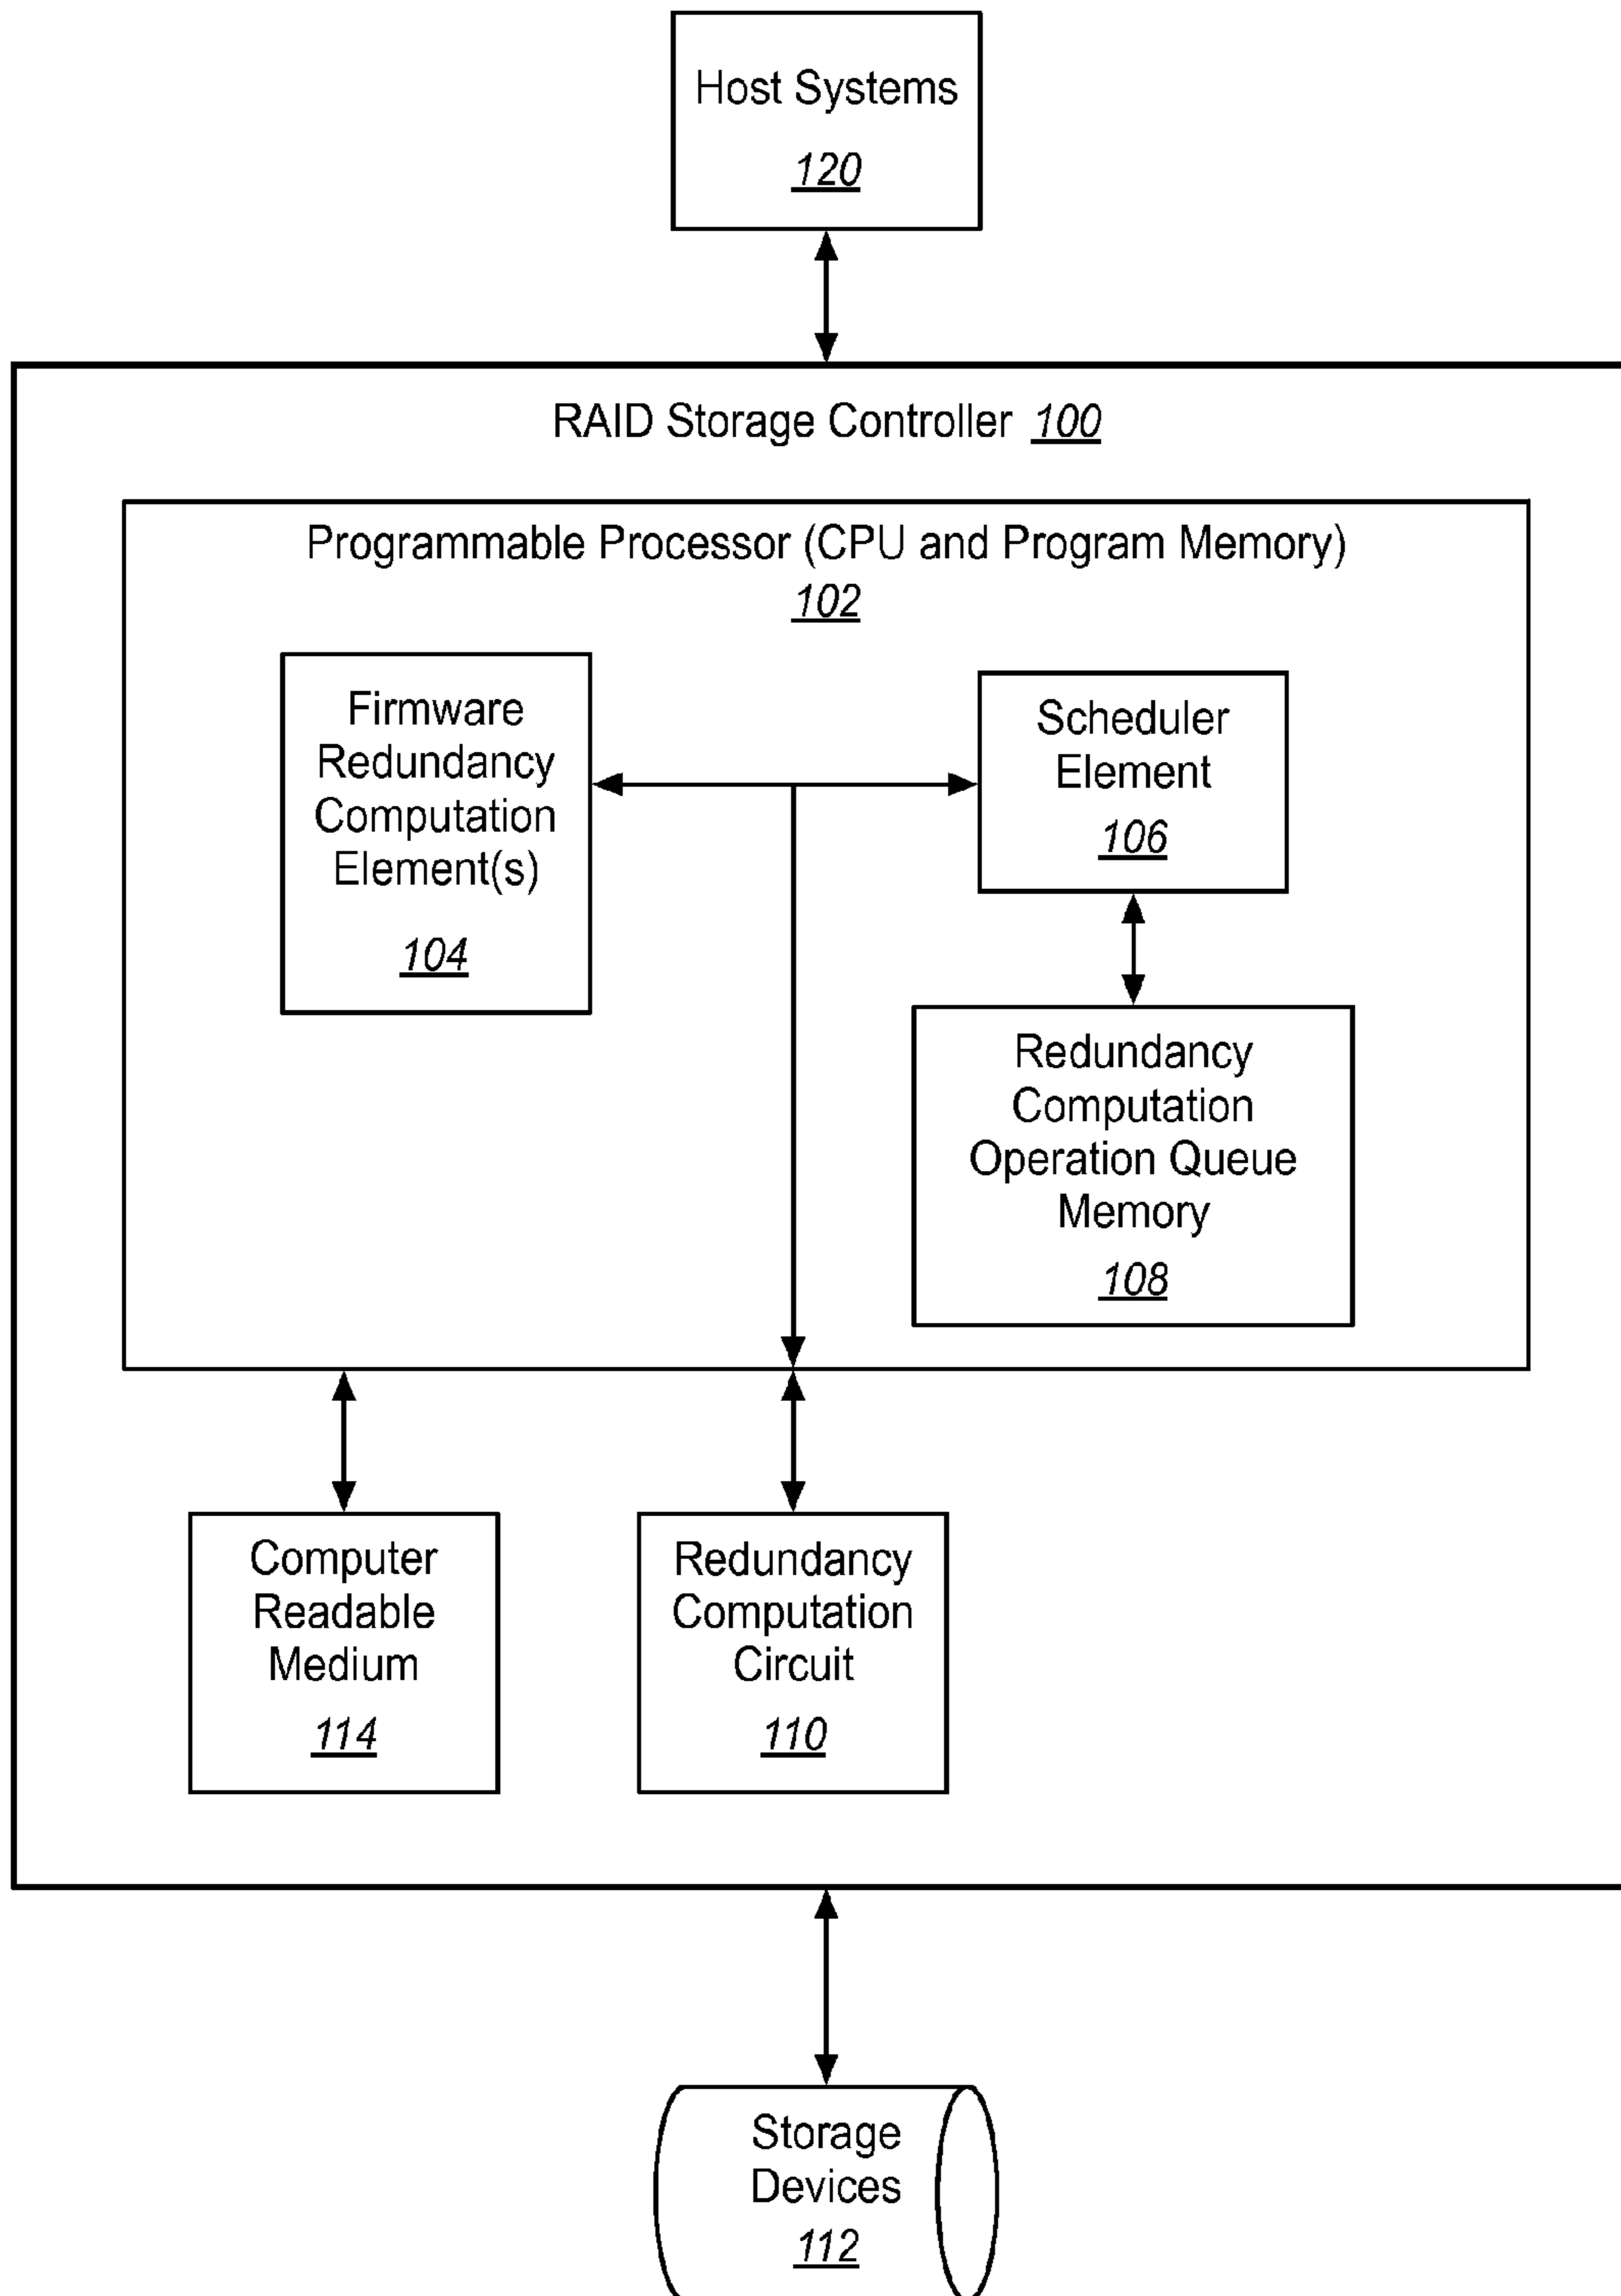 Host Systems
120
RAID Storage Controller 100
Programmable Processor (CPU and Program Memory)
102
Firmware
Redundancy
Computation
Element(s)
104
Scheduler
Element
106
Redundancy
Computation
Operation Queue
Memory
108
Computer
Readable
Medium
114
Redundancy
Computation
Circuit
110
Storage
Devices
112